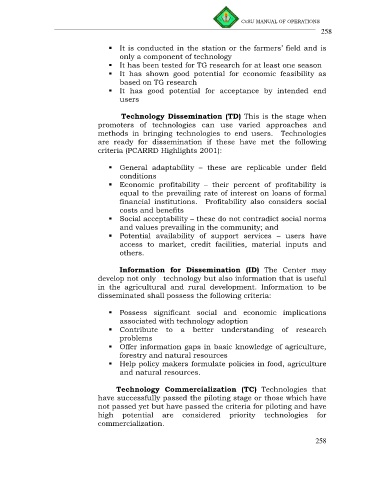 CvSU MANUAL OF OPERATIONS
258
▪ It is conducted in the station or the farmers' field and is
only a component of technology
▪ It has been tested for TG research for at least one season
▪ It has shown good potential for economic feasibility as
based on TG research
▪ It has good potential for acceptance by intended end
users
Technology Dissemination (TD) This is the stage when
promoters of technologies can use varied approaches and
methods in bringing technologies to end users. Technologies
are ready for dissemination if these have met the following
criteria (PCARRD Highlights 2001):
▪ General adaptability – these are replicable under field
conditions
▪ Economic profitability – their percent of profitability is
equal to the prevailing rate of interest on loans of formal
financial institutions. Profitability also considers social
costs and benefits
▪ Social acceptability – these do not contradict social norms
and values prevailing in the community; and
▪ Potential availability of support services – users have
access to market, credit facilities, material inputs and
others.
Information for Dissemination (ID) The Center may
develop not only technology but also information that is useful
in the agricultural and rural development. Information to be
disseminated shall possess the following criteria:
▪ Possess significant social and economic implications
associated with technology adoption
▪ Contribute to a better understanding of research
problems
▪ Offer information gaps in basic knowledge of agriculture,
forestry and natural resources
▪ Help policy makers formulate policies in food, agriculture
and natural resources.
Technology Commercialization (TC) Technologies that
have successfully passed the piloting stage or those which have
not passed yet but have passed the criteria for piloting and have
high potential are considered priority technologies for
commercialization.
258